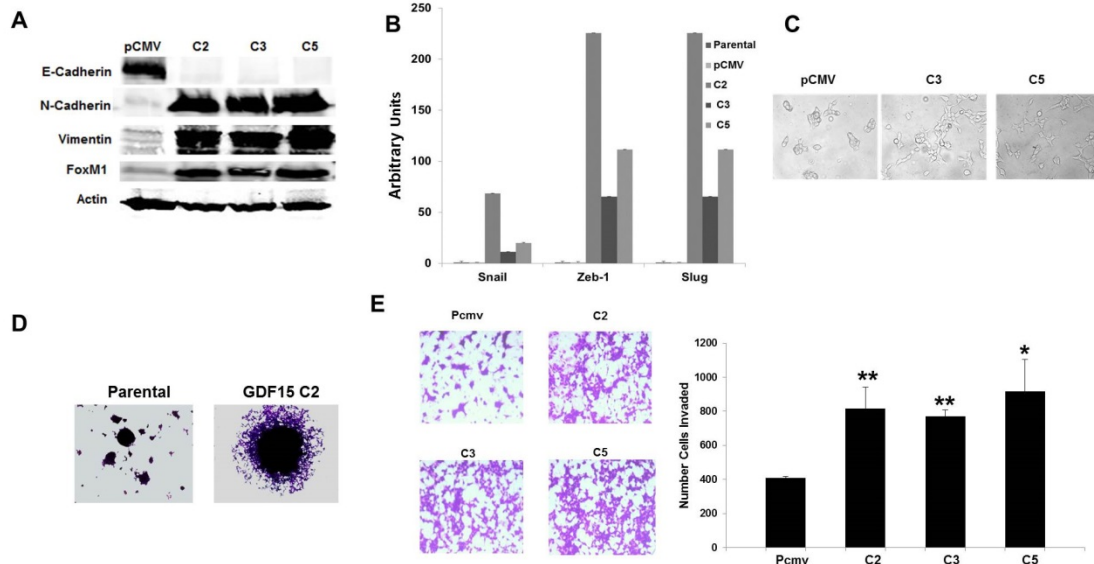 A
pCMV C2 C3 C5
E-Cadherin
N-Cadherin
Vimentin
FoxM1
Actin
B
250
200
150
100
50
0
Arbitrary Units
Snail Zeb-1 Slug
Parental
pCMV
C2
C3
C5
C
pCMV C3 C5
D
Parental GDF15 C2
E
Pcmv C2
C3 C5
1200
1000
800
600
400
200
0
Number Cells Invaded
** ** *
Pcmv C2 C3 C5